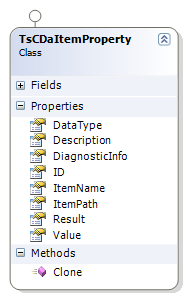 TsCDaItemProperty
Class
Fields
Properties
DataType
Description
DiagnosticInfo
ID
ItemName
ItemPath
Result
Value
Methods
Clone